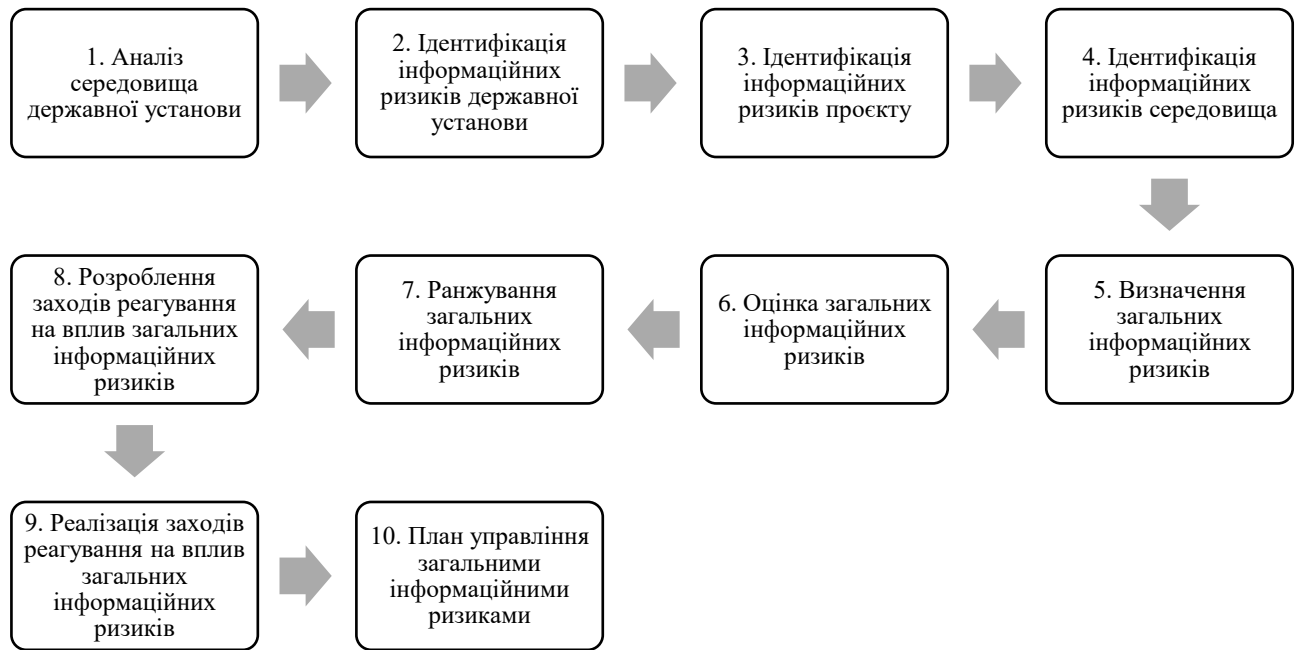 1. Аналіз
середовища
державної установи
2. Ідентифікація
інформаційних
ризиків державної
установи
3. Ідентифікація
інформаційних
ризиків проєкту
4. Ідентифікація
інформаційних
ризиків середовища
5. Визначення
загальних
інформаційних
ризиків
6. Оцінка загальних
інформаційних
ризиків
7. Ранжування
загальних
інформаційних
ризиків
8. Розроблення
заходів реагування
на вплив загальних
інформаційних
ризиків
9. Реалізація заходів
реагування на вплив
загальних
інформаційних
ризиків
10. План управління
загальними
інформаційними
ризиками